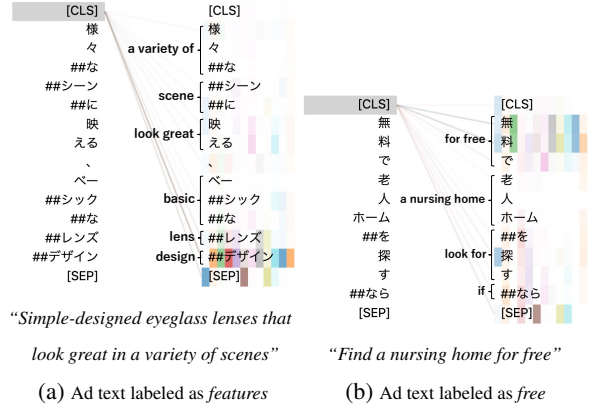 [CLS] [CLS]
様 様
々 a variety of 々
##な ##な
##シーン scene ##シーン
##に ##に
映 look great 映
える える
、 、
ベー ベー
##シック basic ##シック
##な ##な
##レンズ lens ##レンズ
##デザイン design ##デザイン
[SEP] [SEP]
“Simple-designed eyeglass lenses that
look great in a variety of scenes”
(a) Ad text labeled as features
[CLS] [CLS]
無 無
料 for free 料
で で
老 老
人 a nursing home 人
ホーム ホーム
##を ##を
探 look for 探
す す
##なら if ##なら
[SEP] [SEP]
“Find a nursing home for free”
(b) Ad text labeled as free